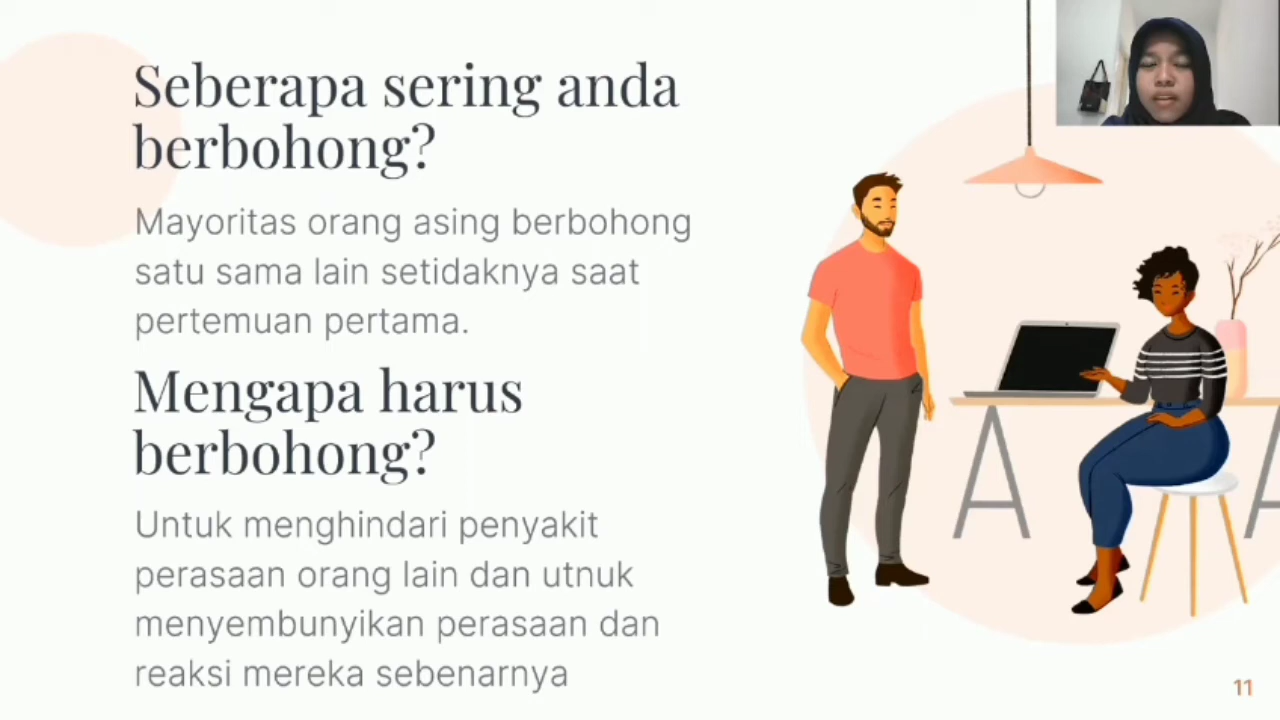 Seberapa sering anda
berbohong?
Mayoritas orang asing berbohong
satu sama lain setidaknya saat
pertemuan pertama.
Mengapa harus
berbohong?
Untuk menghindari penyakit
perasaan orang lain dan utnuk
menyembunyikan perasaan dan
reaksi mereka sebenarnya
11